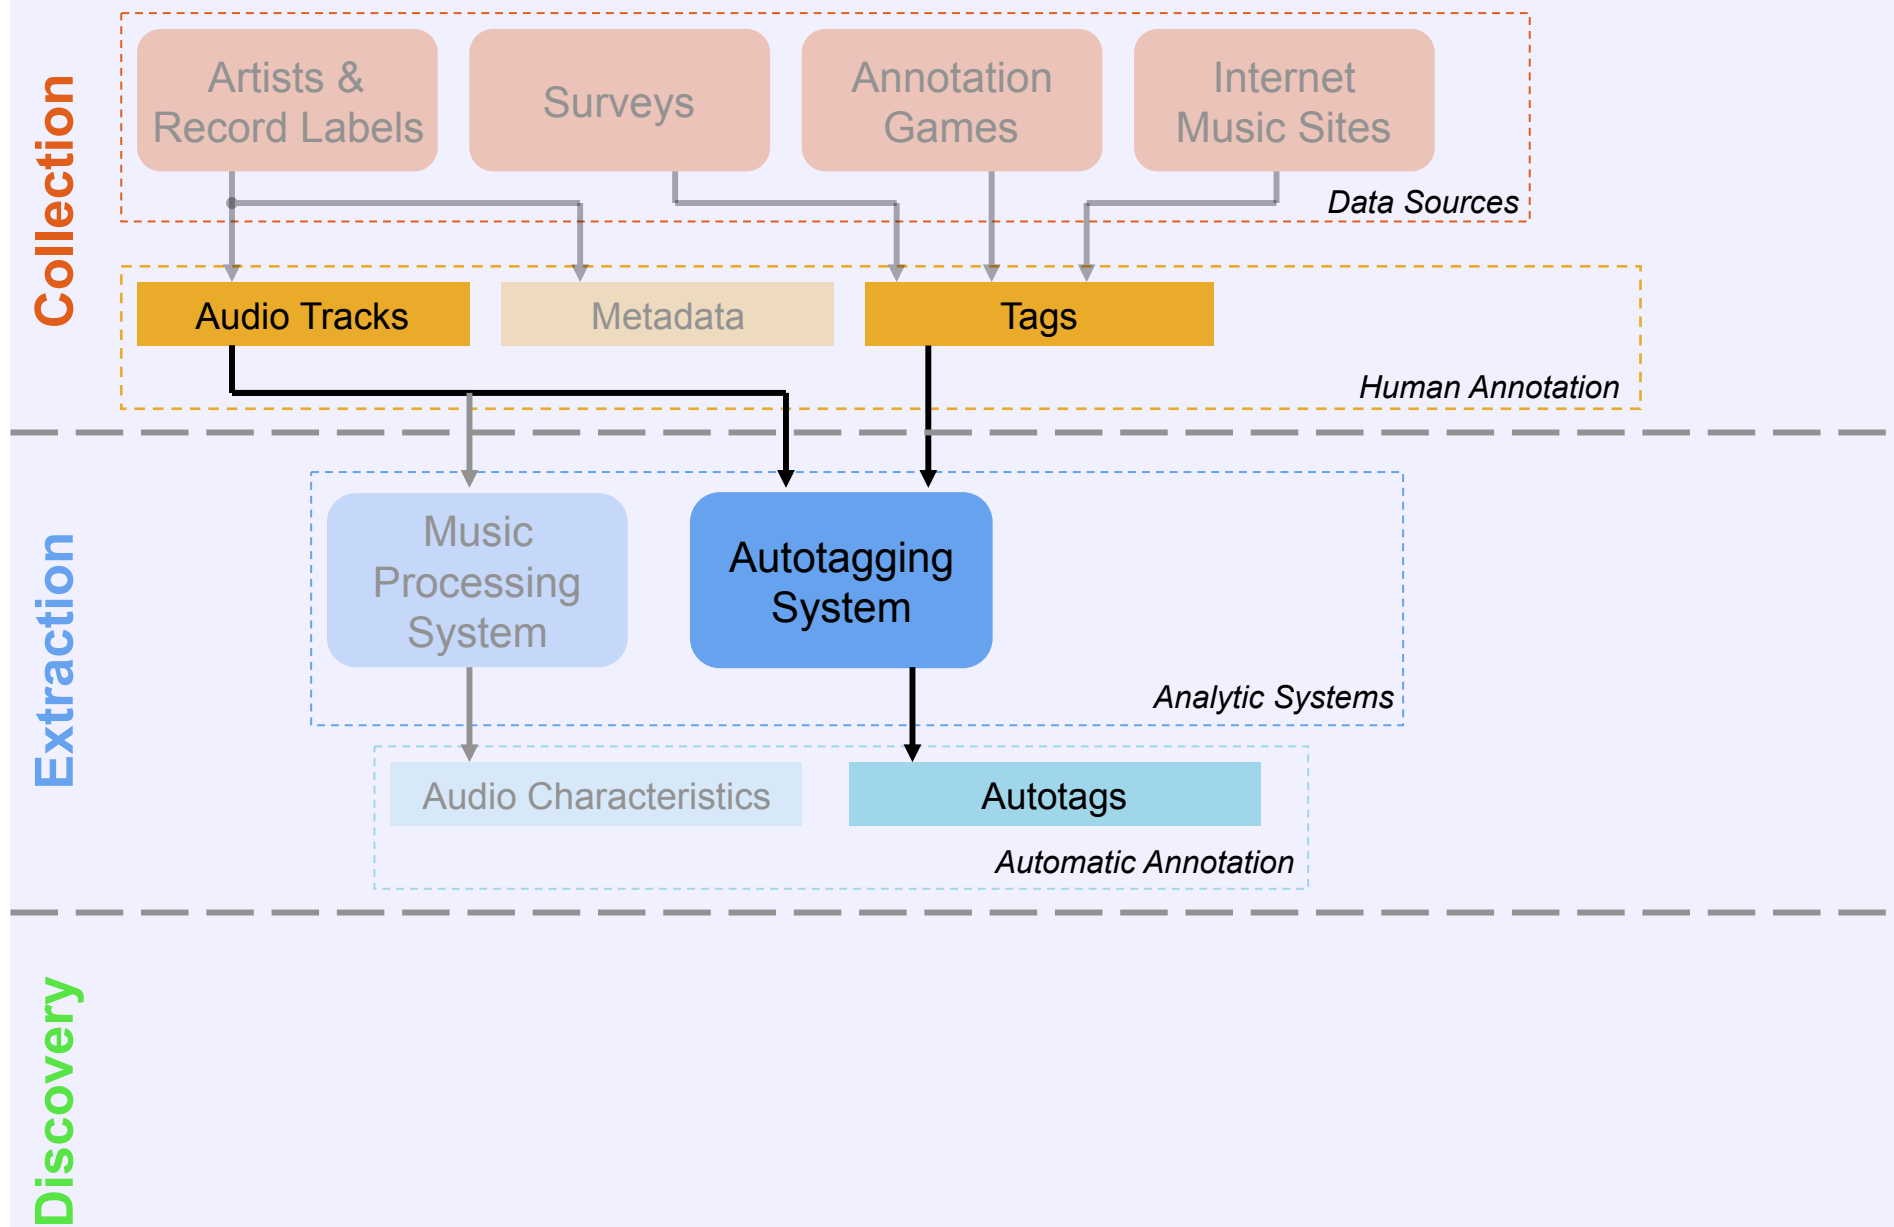 Collection
Artists &
Record Labels
Surveys
Annotation
Games
Internet
Music Sites
Data Sources
Audio Tracks
Metadata
Tags
Human Annotation
Extraction
Music
Processing
System
Autotagging
System
Analytic Systems
Audio Characteristics
Autotags
Automatic Annotation
Discovery